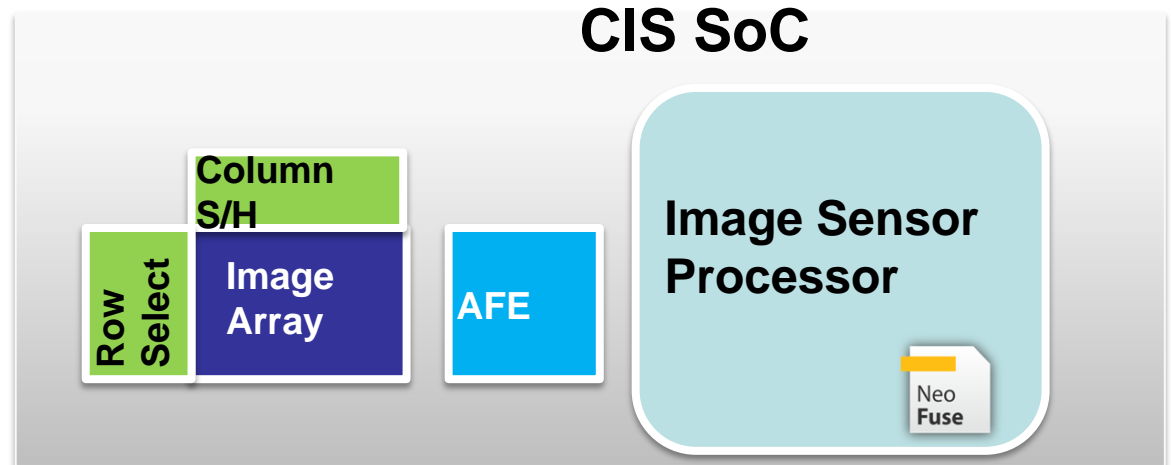 CIS SoC
Column
S/H
Row
Select
Image
Array
AFE
Image Sensor
Processor
Neo
Fuse